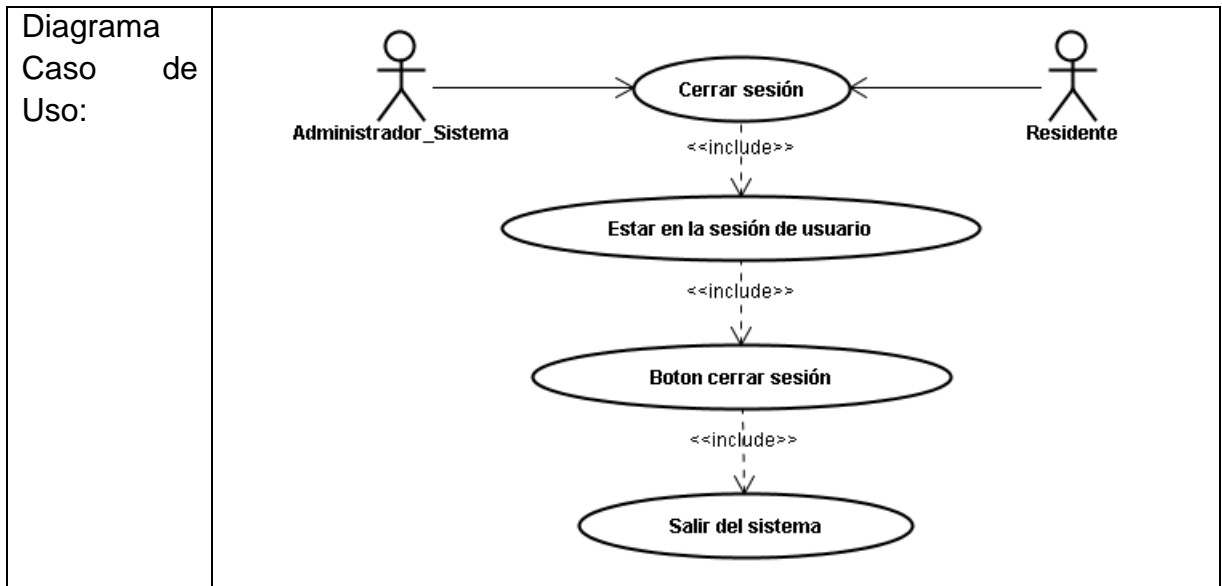 Diagrama
Caso de
Uso:
Cerrar sesión
Administrador_Sistema
Residente
<<include>>
Estar en la sesión de usuario
<<include>>
Boton cerrar sesión
<<include>>
Salir del sistema